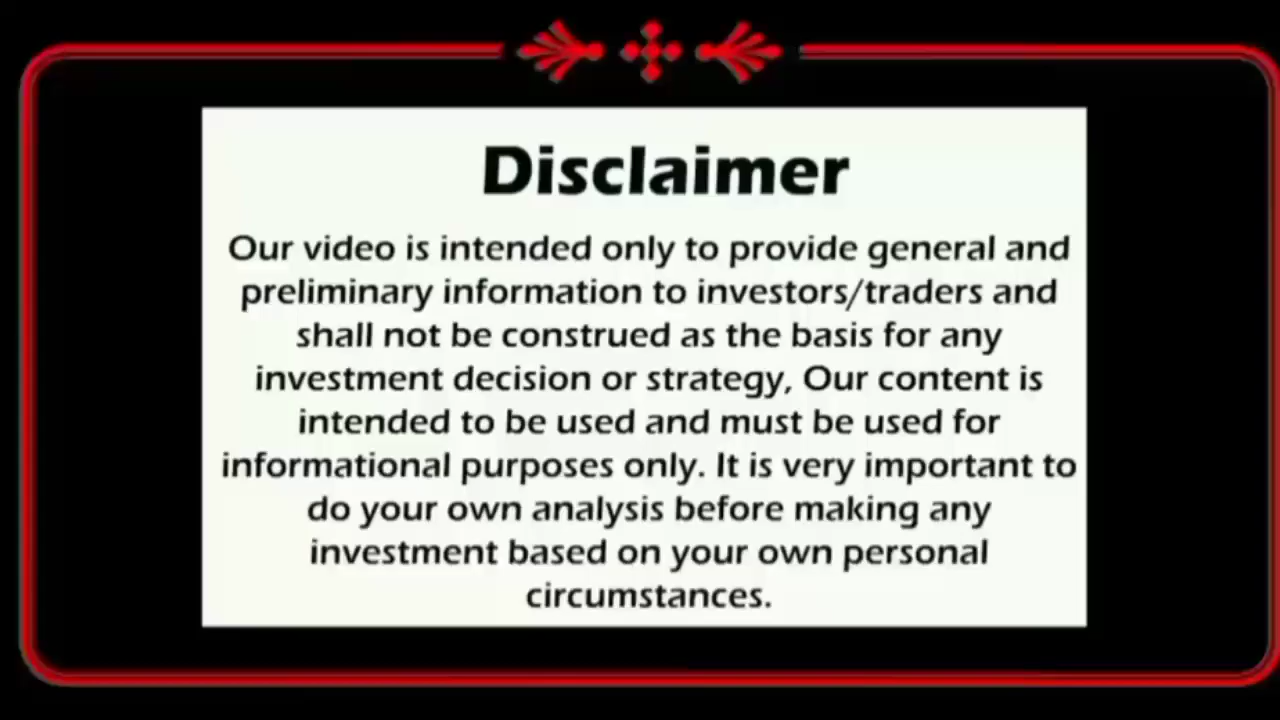 Disclaimer
Our video is intended only to provide general and
preliminary information to investors/traders and
shall not be construed as the basis for any
investment decision or strategy, Our content is
intended to be used and must be used for
informational purposes only. It is very important to
do your own analysis before making any
investment based on your own personal
circumstances.